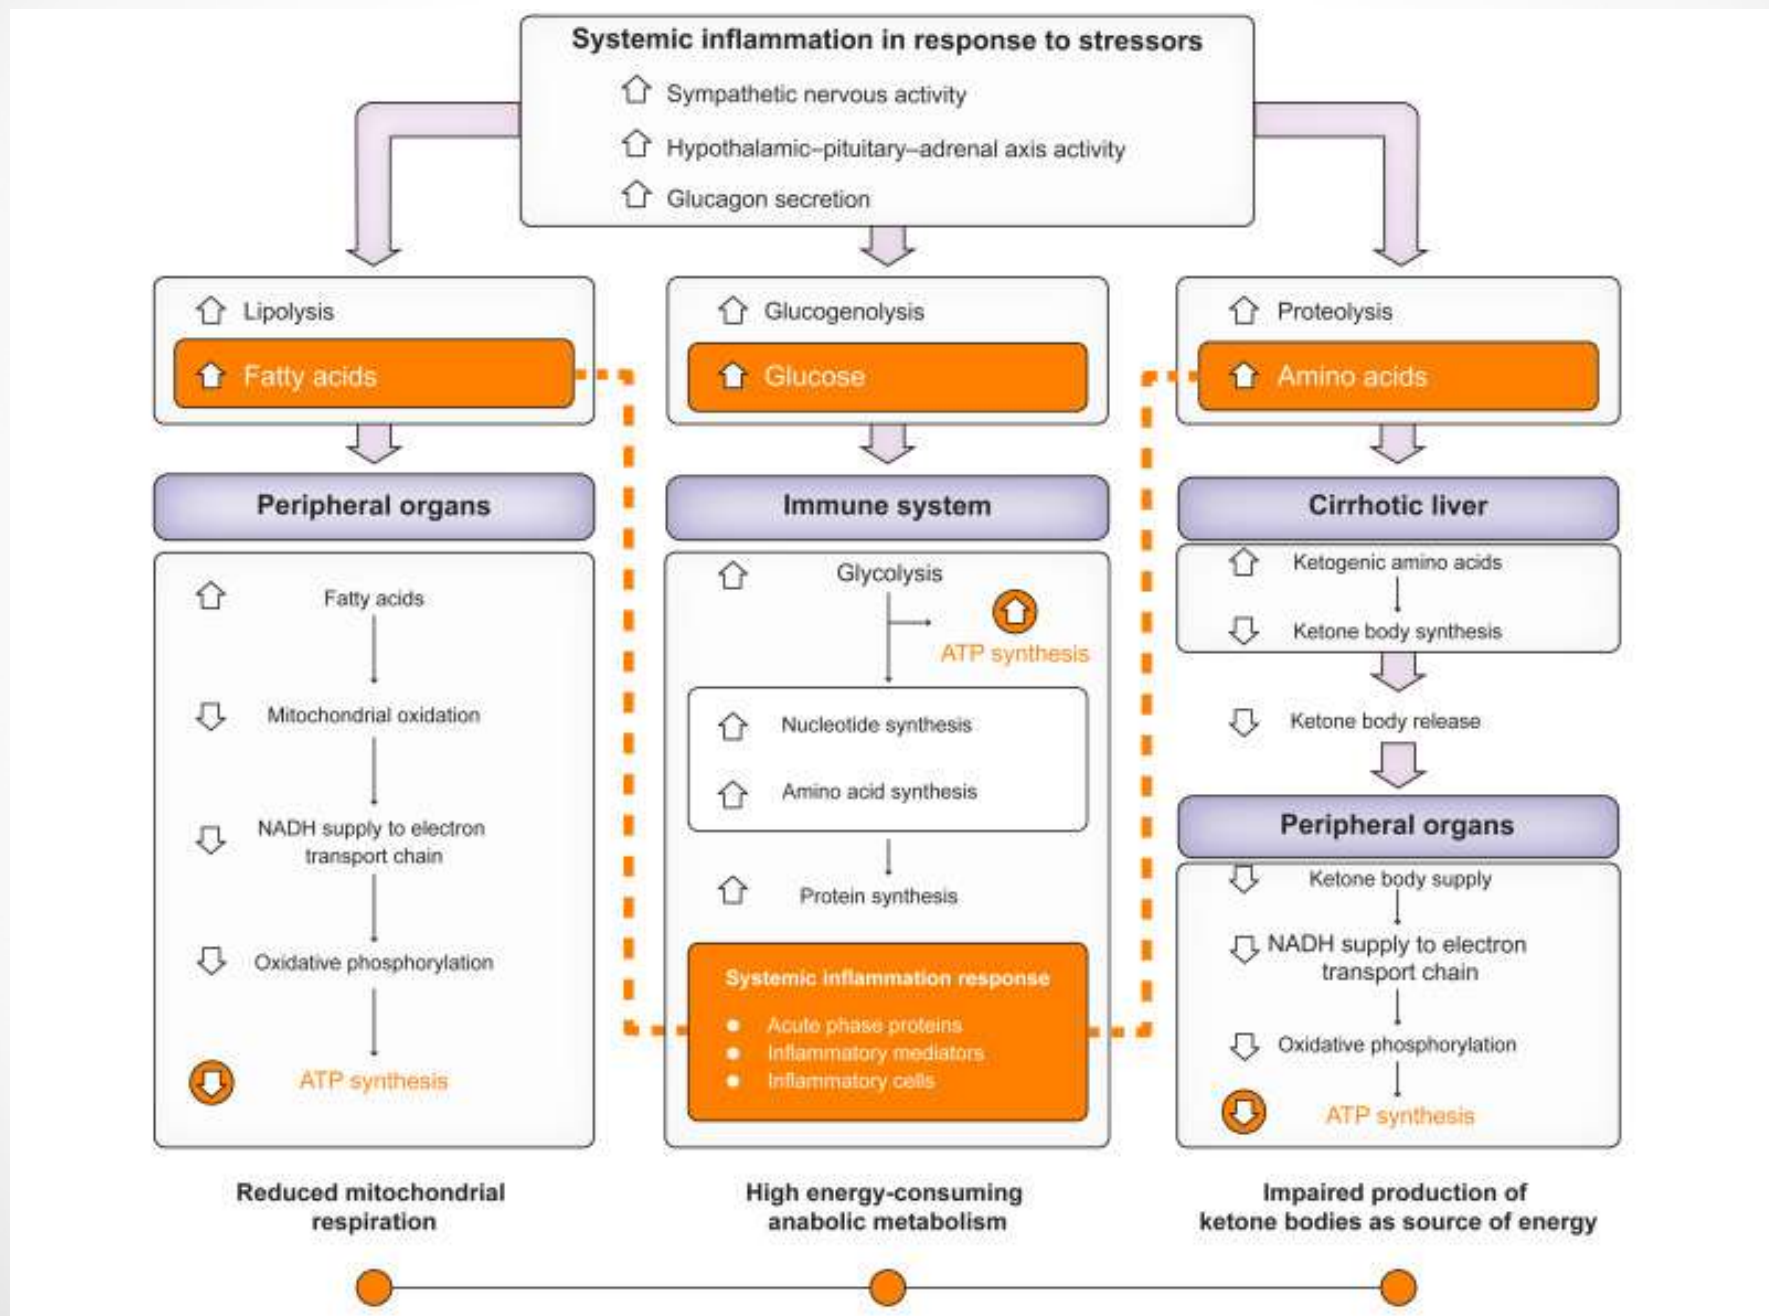 Systemic inflammation in response to stressors
Sympathetic nervous activity
Hypothalamic–pituitary–adrenal axis activity
Glucagon secretion
Lipolysis
Fatty acids
Peripheral organs
Fatty acids
Mitochondrial oxidation
NADH supply to electron
transport chain
Oxidative phosphorylation
ATP synthesis
Reduced mitochondrial
respiration
Glucogenolysis
Glucose
Immune system
Glycolysis
ATP synthesis
Nucleotide synthesis
Amino acid synthesis
Protein synthesis
Systemic inflammation response
Acute phase proteins
Inflammatory mediators
Inflammatory cells
High energy-consuming
anabolic metabolism
Proteolysis
Amino acids
Cirrhotic liver
Ketogenic amino acids
Ketone body synthesis
Ketone body release
Peripheral organs
Ketone body supply
NADH supply to electron
transport chain
Oxidative phosphorylation
ATP synthesis
Impaired production of
ketone bodies as source of energy